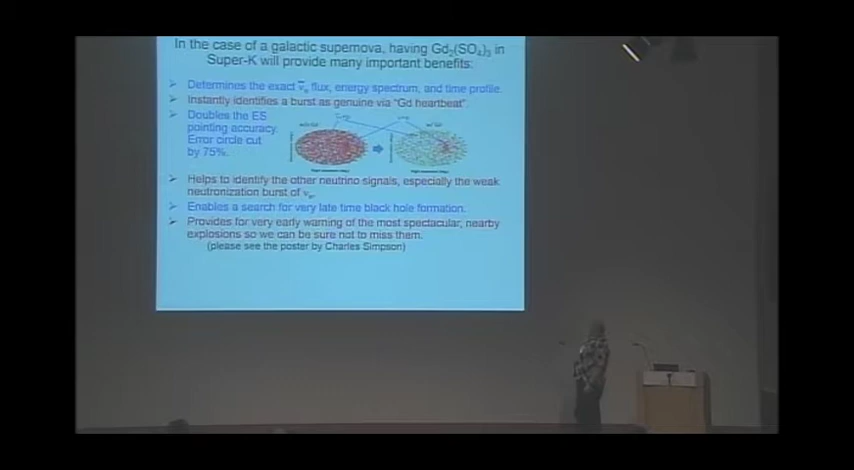 In the case of a galactic supernova, having Gd₂(SO₄)₃ in
Super-K will provide many important benefits:
➢ Determines the exact ν̅ₑ flux, energy spectrum, and time profile.
➢ Instantly identifies a burst as genuine via "Gd heartbeat".
➢ Doubles the ES
pointing accuracy.
Error circle cut
by 75%.
➢ Helps to identify the other neutrino signals, especially the weak
neutronization burst of νₑ.
➢ Enables a search for very late time black hole formation.
➢ Provides for very early warning of the most spectacular, nearby
explosions so we can be sure not to miss them.
(please see the poster by Charles Simpson)